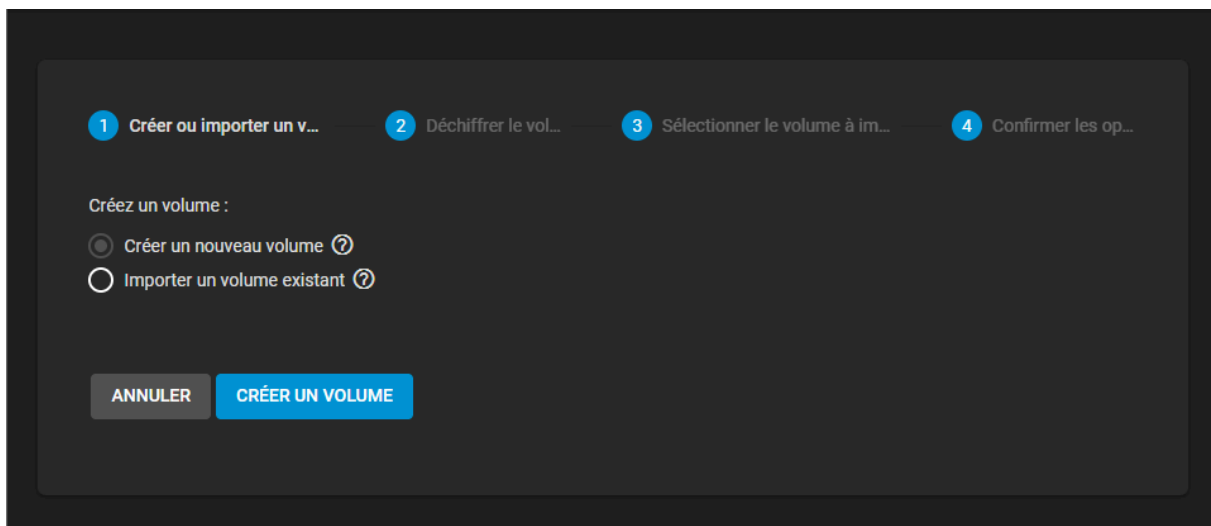 1 Créer ou importer un v... 2 Déchiffrer le vol... 3 Sélectionner le volume à im... 4 Confirmer les op...
Créez un volume :
Créer un nouveau volume ?
Importer un volume existant ?
ANNULER CRÉER UN VOLUME